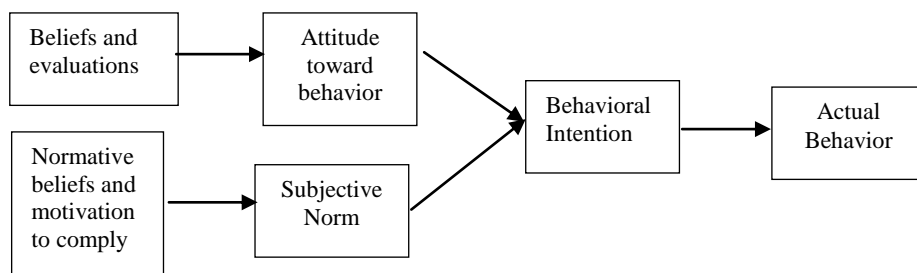 Beliefs and
evaluations
Attitude
toward
behavior
Behavioral
Intention
Actual
Behavior
Normative
beliefs and
motivation
to comply
Subjective
Norm